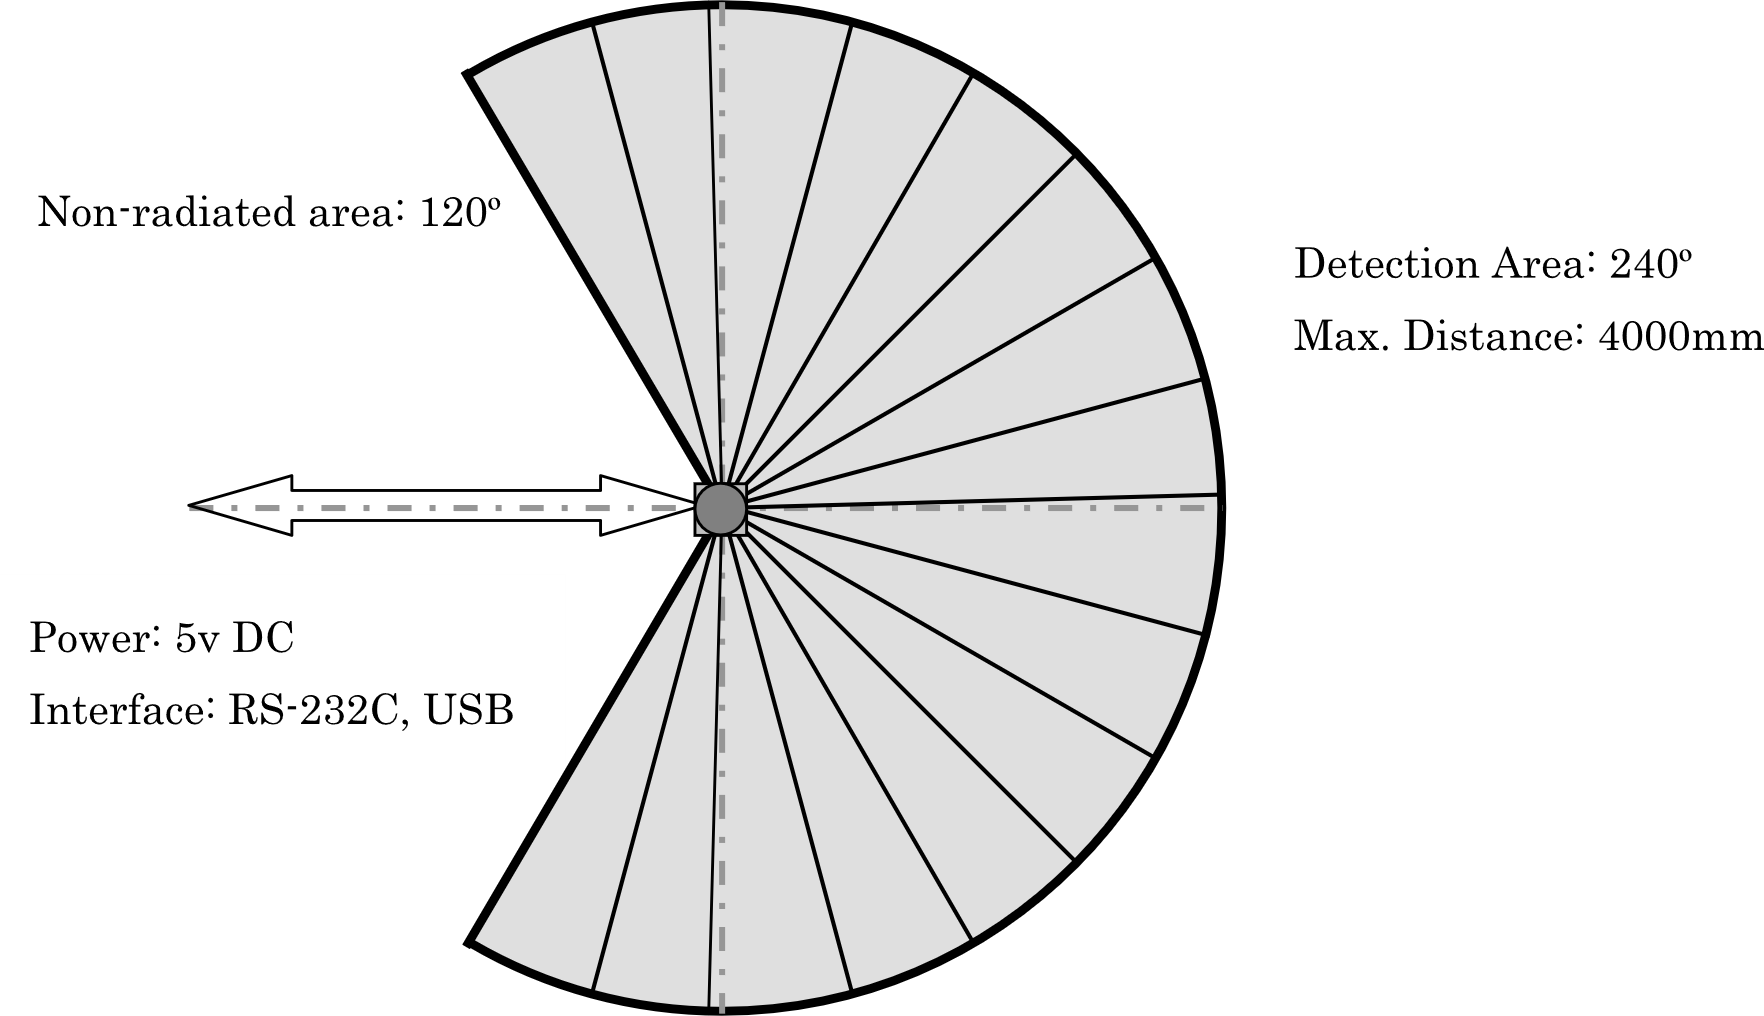 Non-radiated area: 120º
Detection Area: 240º
Max. Distance: 4000mm
Power: 5v DC
Interface: RS-232C, USB